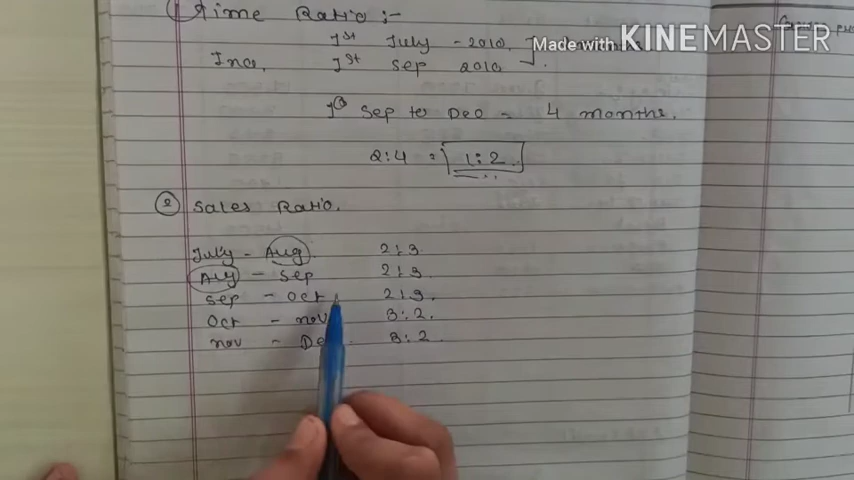 ① Time Ratio :-
1st July - 2010.
Made with KINEMASTER
Inc. 1st Sep 2010
1st Sep to Dec - 4 months.
2:4 = 1:2
② Sales Ratio.
July - Aug 2:3
Aug - Sep 2:3
Sep - Oct 2:3.
Oct - nov 3:2.
nov - De 3:2